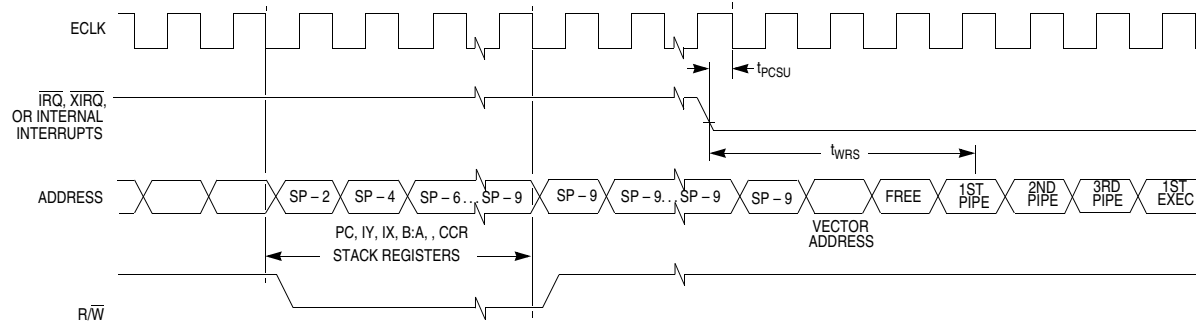 ECLK
tPCSU
IRQ, XIRQ,
OR INTERNAL
INTERRUPTS
tWRS
ADDRESS
SP – 2
SP – 4
SP – 6 . . . SP – 9
SP – 9
SP – 9 . . . SP – 9
SP – 9
VECTOR
ADDRESS
FREE
1ST
PIPE
2ND
PIPE
3RD
PIPE
1ST
EXEC
PC, IY, IX, B:A, , CCR
STACK REGISTERS
R/W